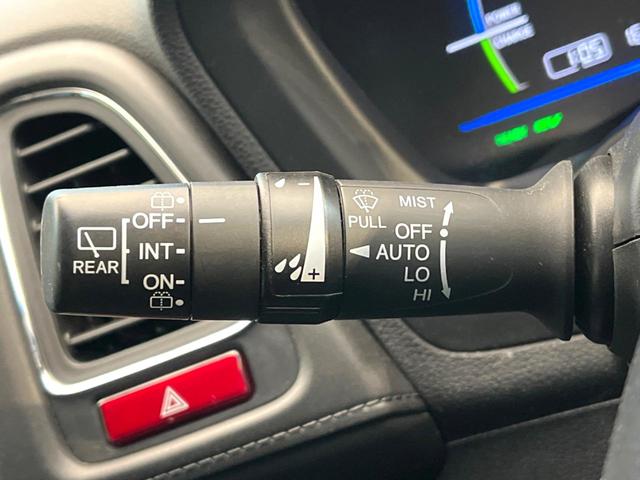 POWER
CHARGE
OFF
INT
ON
REAR
- 
+
PULL
MIST
OFF
AUTO
LO
HI